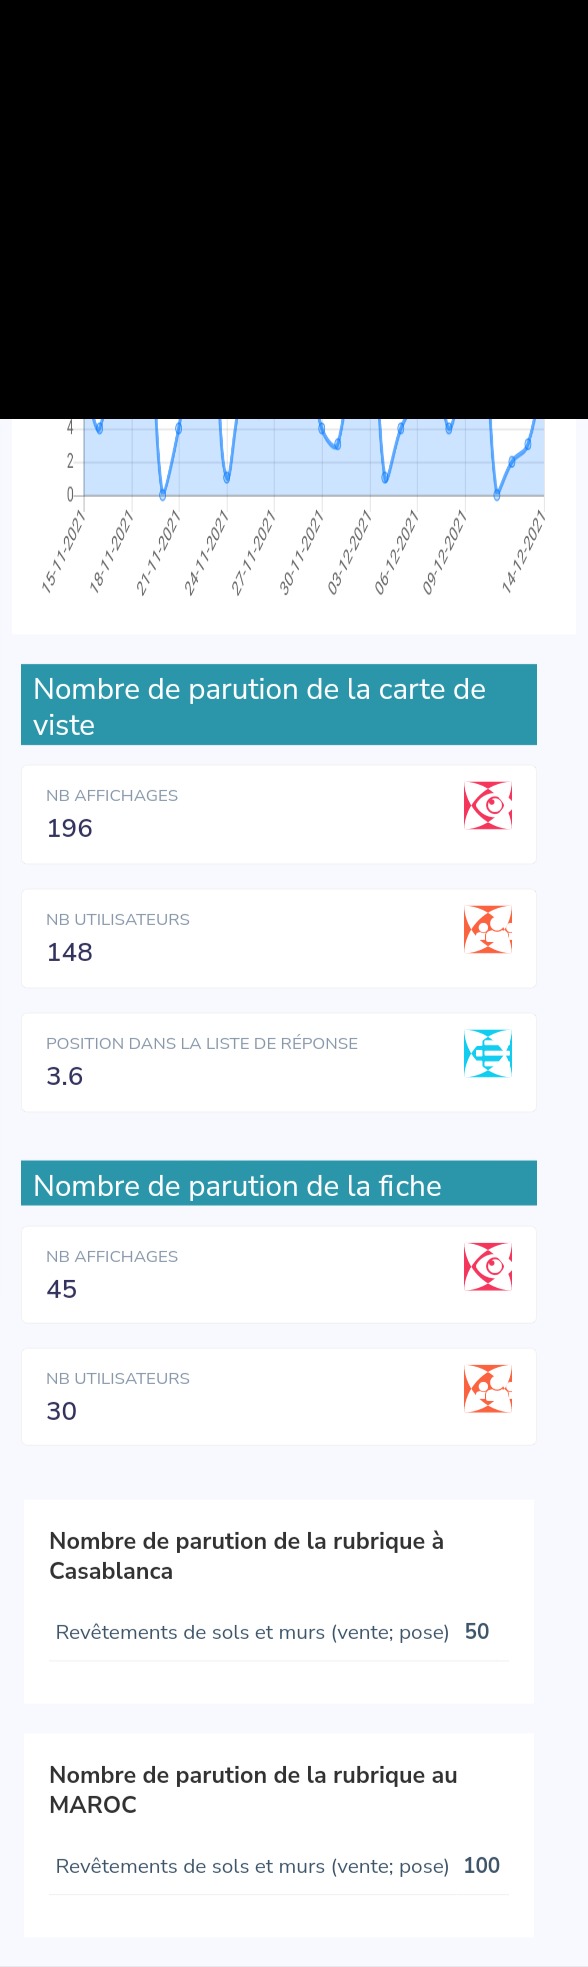 4
2
0
15-11-2021
18-11-2021
21-11-2021
24-11-2021
27-11-2021
30-11-2021
03-12-2021
06-12-2021
09-12-2021
14-12-2021
Nombre de parution de la carte de
viste
NB AFFICHAGES
196
NB UTILISATEURS
148
POSITION DANS LA LISTE DE RÉPONSE
3.6
Nombre de parution de la fiche
NB AFFICHAGES
45
NB UTILISATEURS
30
Nombre de parution de la rubrique à
Casablanca
Revêtements de sols et murs (vente; pose) 50
Nombre de parution de la rubrique au
MAROC
Revêtements de sols et murs (vente; pose) 100